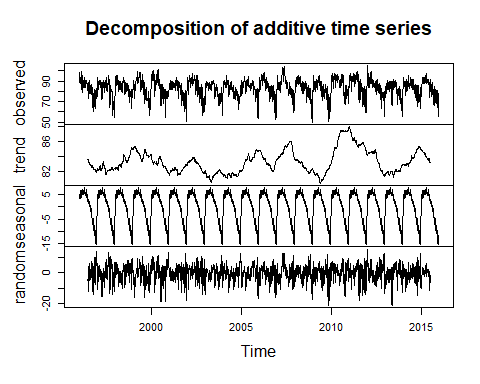 Decomposition of additive time series
observed
50 70 90
trend
82 86
seasonal
-15 -5 5
random
-20 0
2000 2005 2010 2015
Time